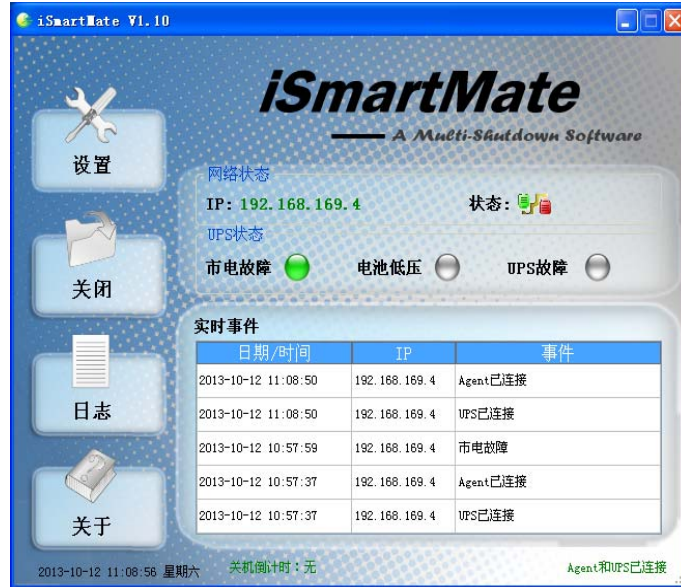 iSmartMate V1.10
iSmartMate
A Multi-Shutdown Software
设置
关闭
日志
关于
网络状态
IP: 192.168.169.4 状态:
UPS状态
市电故障 电池低压 UPS故障
实时事件
日期/时间 IP 事件
2013-10-12 11:08:50 192.168.169.4 Agent已连接
2013-10-12 11:08:50 192.168.169.4 UPS已连接
2013-10-12 10:57:59 192.168.169.4 市电故障
2013-10-12 10:57:37 192.168.169.4 Agent已连接
2013-10-12 10:57:37 192.168.169.4 UPS已连接
2013-10-12 11:08:56 星期六 关机倒计时：无 Agent和UPS已连接